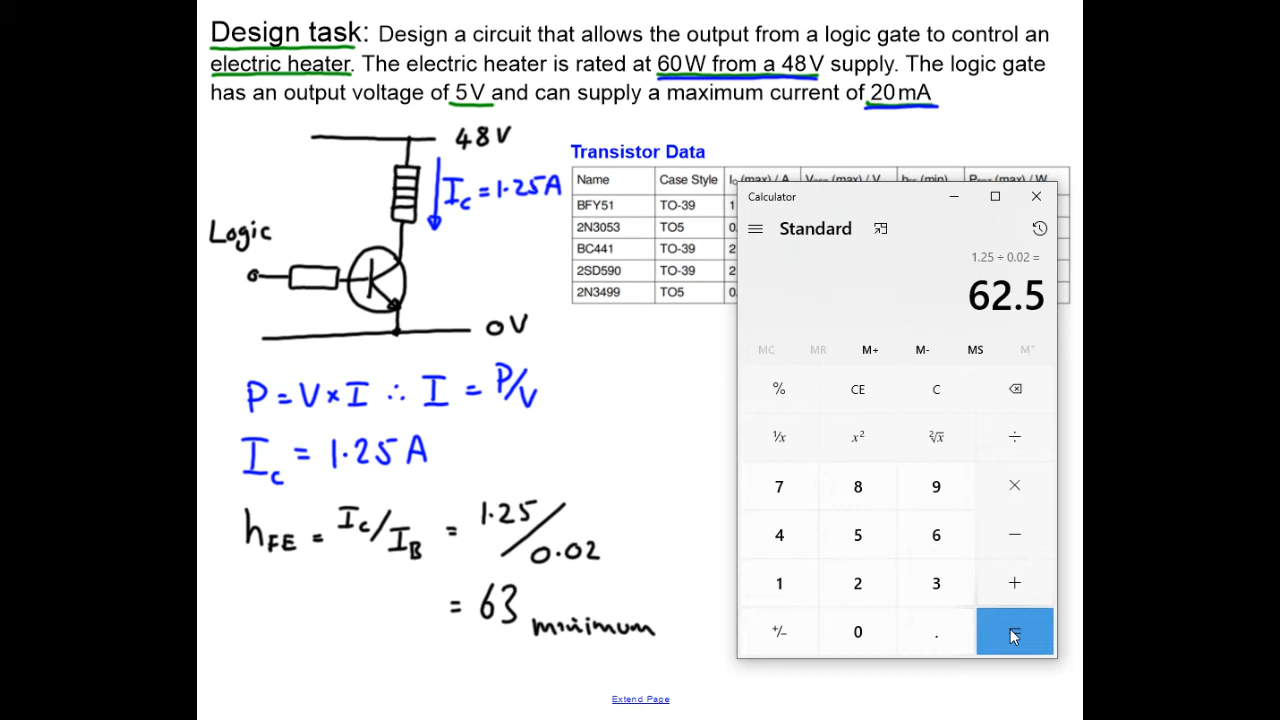 Design task: Design a circuit that allows the output from a logic gate to control an
electric heater. The electric heater is rated at 60 W from a 48 V supply. The logic gate
has an output voltage of 5 V and can supply a maximum current of 20 mA
48V
Ic = 1.25A
Logic
0V
P = V × I ∴ I = P/V
Ic = 1.25 A
hFE = Ic/IB = 1.25/0.02
= 63 minimum
Transistor Data
Name Case Style
BFY51 TO-39 1
2N3053 TO5 0.
BC441 TO-39 2
2SD590 TO-39 2
2N3499 TO5 0.
Calculator
Standard
1.25 ÷ 0.02 =
62.5
MC MR M+ M- MS M˅
% CE C
¹/x x² ²√x ÷
7 8 9 ×
4 5 6 −
1 2 3 +
+/- 0 . =
Extend Page